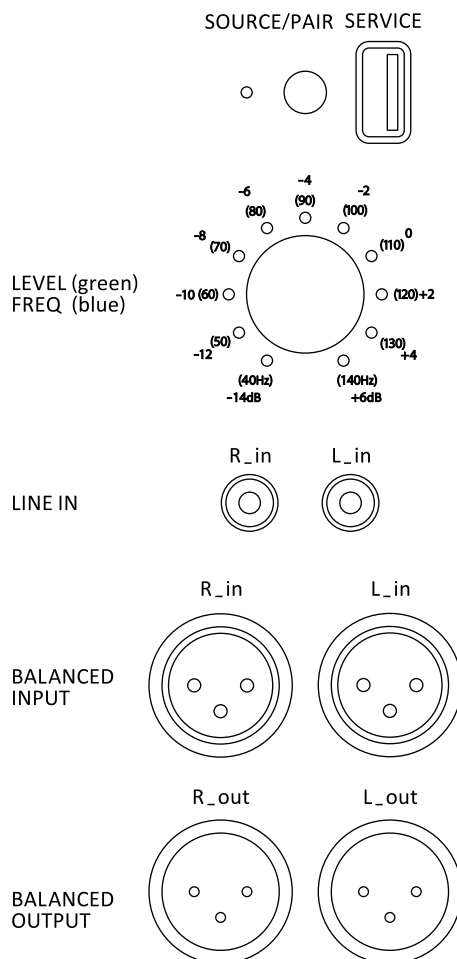 SOURCE/PAIR SERVICE
–4
–6 (90) –2
(80) (100)
–8 0
(70) (110)
LEVEL (green)
FREQ (blue)
–10 (60) (120)+2
(50) (130)
–12 +4
(40Hz) (140Hz)
–14dB +6dB
R_in L_in
LINE IN
R_in L_in
BALANCED
INPUT
R_out L_out
BALANCED
OUTPUT